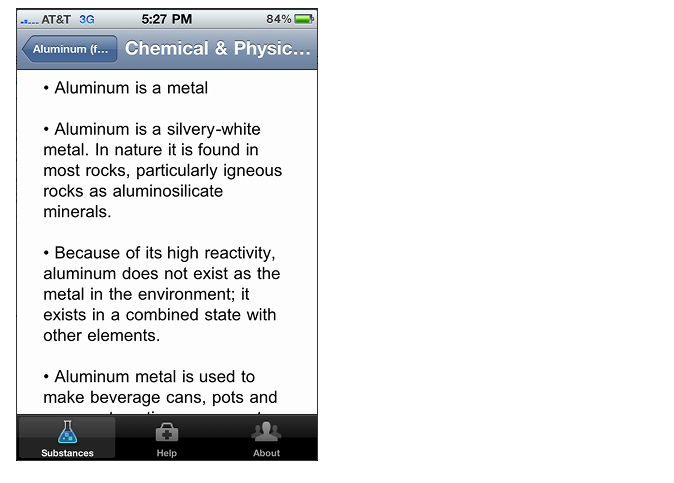 AT&T 3G 5:27 PM 84%
Aluminum (f... Chemical & Physic...
• Aluminum is a metal
• Aluminum is a silvery-white
metal. In nature it is found in
most rocks, particularly igneous
rocks as aluminosilicate
minerals.
• Because of its high reactivity,
aluminum does not exist as the
metal in the environment; it
exists in a combined state with
other elements.
• Aluminum metal is used to
make beverage cans, pots and
Substances Help About